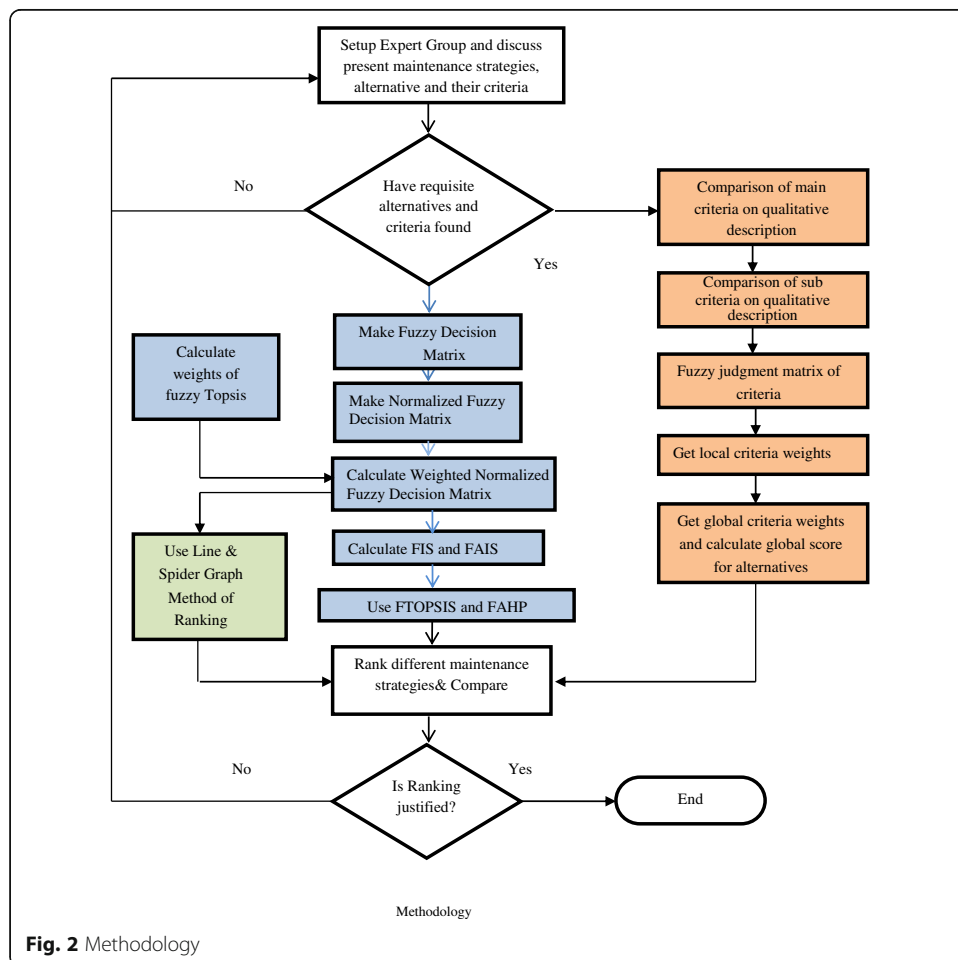 Setup Expert Group and discuss
present maintenance strategies,
alternative and their criteria
No
Have requisite
alternatives and
criteria found
Yes
Comparison of main
criteria on qualitative
description
Comparison of sub
criteria on qualitative
description
Fuzzy judgment matrix of
criteria
Get local criteria weights
Get global criteria weights
and calculate global score
for alternatives
Make Fuzzy Decision
Matrix
Calculate
weights of
fuzzy Topsis
Make Normalized Fuzzy
Decision Matrix
Calculate Weighted Normalized
Fuzzy Decision Matrix
Use Line &
Spider Graph
Method of
Ranking
Calculate FIS and FAIS
Use FTOPSIS and FAHP
Rank different maintenance
strategies& Compare
No
Is Ranking
justified?
Yes
End
Methodology
Fig. 2 Methodology